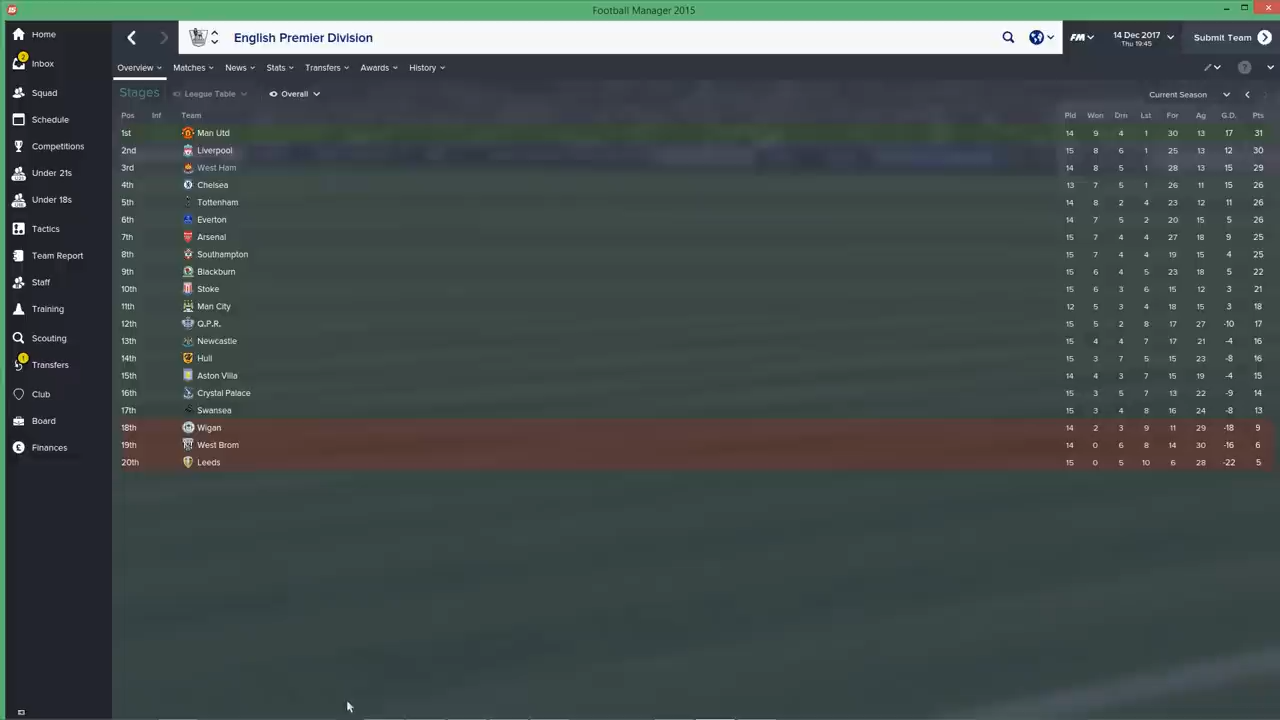 Football Manager 2015
Home
2
Inbox
Squad
Schedule
Competitions
Under 21s
Under 18s
Tactics
Team Report
Staff
Training
Scouting
1
Transfers
Club
Board
Finances
English Premier Division
FM
14 Dec 2017
Thu 19:45
Submit Team
Overview Matches News Stats Transfers Awards History
Stages League Table Overall Current Season
Pos Inf Team Pld Won Drn Lst For Ag G.D. Pts
1st Man Utd 14 9 4 1 30 13 17 31
2nd Liverpool 15 8 6 1 25 13 12 30
3rd West Ham 14 8 5 1 28 13 15 29
4th Chelsea 13 7 5 1 26 11 15 26
5th Tottenham 14 8 2 4 23 12 11 26
6th Everton 14 7 5 2 20 15 5 26
7th Arsenal 15 7 4 4 27 18 9 25
8th Southampton 15 7 4 4 19 15 4 25
9th Blackburn 15 6 4 5 23 18 5 22
10th Stoke 15 6 3 6 15 12 3 21
11th Man City 12 5 3 4 18 15 3 18
12th Q.P.R. 15 5 2 8 17 27 -10 17
13th Newcastle 15 4 4 7 17 21 -4 16
14th Hull 15 3 7 5 15 23 -8 16
15th Aston Villa 14 4 3 7 15 19 -4 15
16th Crystal Palace 15 3 5 7 13 22 -9 14
17th Swansea 15 3 4 8 16 24 -8 13
18th Wigan 14 2 3 9 11 29 -18 9
19th West Brom 14 0 6 8 14 30 -16 6
20th Leeds 15 0 5 10 6 28 -22 5